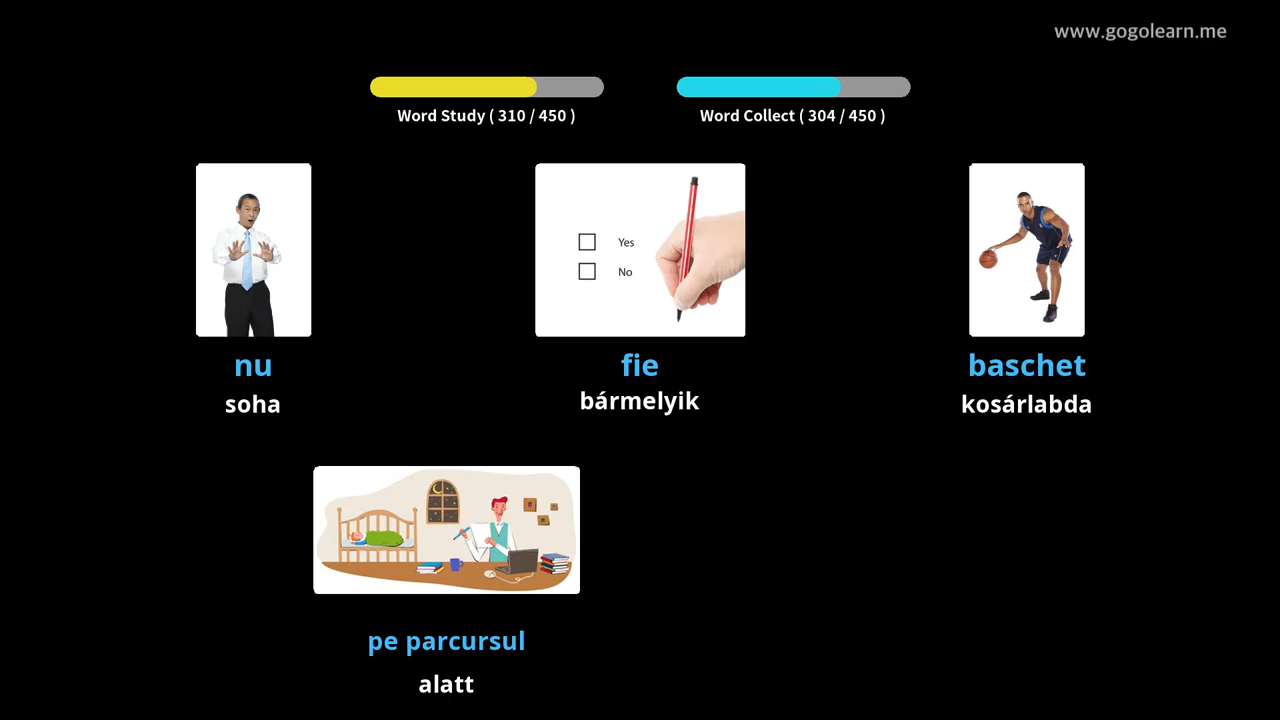 www.gogolearn.me
Word Study ( 310 / 450 )
Word Collect ( 304 / 450 )
Yes
No
nu
fie
baschet
soha
bármelyik
kosárlabda
pe parcursul
alatt